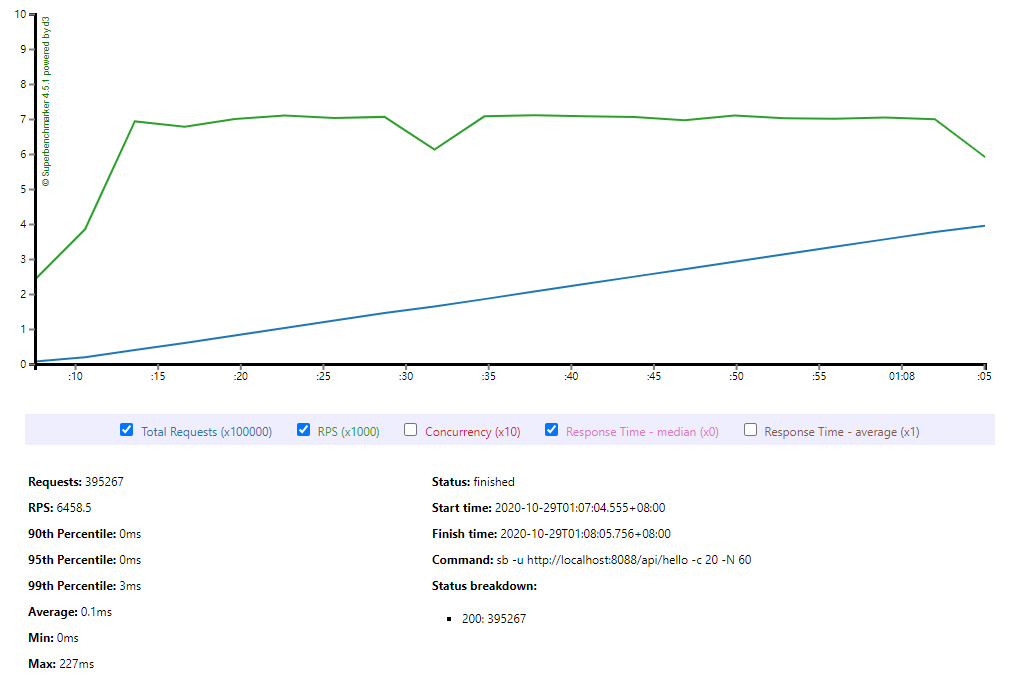 10
9
8
7
6
5
4
3
2
1
0
© Superbenchmarker 4.5.1 powered by d3
:10 :15 :20 :25 :30 :35 :40 :45 :50 :55 01:08 :05
Total Requests (x100000) RPS (x1000) Concurrency (x10) Response Time - median (x0) Response Time - average (x1)
Requests: 395267
RPS: 6458.5
90th Percentile: 0ms
95th Percentile: 0ms
99th Percentile: 3ms
Average: 0.1ms
Min: 0ms
Max: 227ms
Status: finished
Start time: 2020-10-29T01:07:04.555+08:00
Finish time: 2020-10-29T01:08:05.756+08:00
Command: sb -u http://localhost:8088/api/hello -c 20 -N 60
Status breakdown:
200: 395267